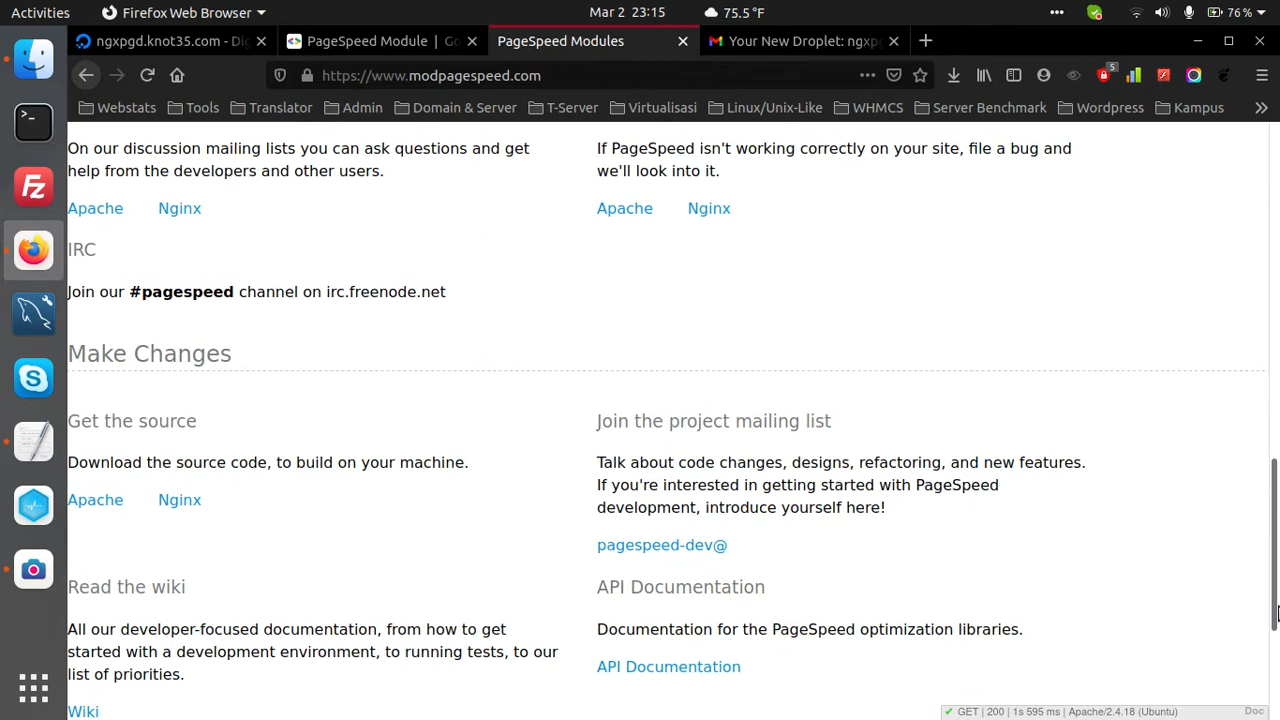 Activities
Firefox Web Browser
Mar 2 23:15
75.5 °F
76 %
ngxpgd.knot35.com - Dig
PageSpeed Module | Go
PageSpeed Modules
Your New Droplet: ngxp
https://www.modpagespeed.com
5
Webstats
Tools
Translator
Admin
Domain & Server
T-Server
Virtualisasi
Linux/Unix-Like
WHMCS
Server Benchmark
Wordpress
Kampus
On our discussion mailing lists you can ask questions and get
help from the developers and other users.
Apache Nginx
If PageSpeed isn't working correctly on your site, file a bug and
we'll look into it.
Apache Nginx
IRC
Join our #pagespeed channel on irc.freenode.net
Make Changes
Get the source
Download the source code, to build on your machine.
Apache Nginx
Join the project mailing list
Talk about code changes, designs, refactoring, and new features.
If you're interested in getting started with PageSpeed
development, introduce yourself here!
pagespeed-dev@
Read the wiki
All our developer-focused documentation, from how to get
started with a development environment, to running tests, to our
list of priorities.
Wiki
API Documentation
Documentation for the PageSpeed optimization libraries.
API Documentation
GET | 200 | 1s 595 ms | Apache/2.4.18 (Ubuntu)
Doc